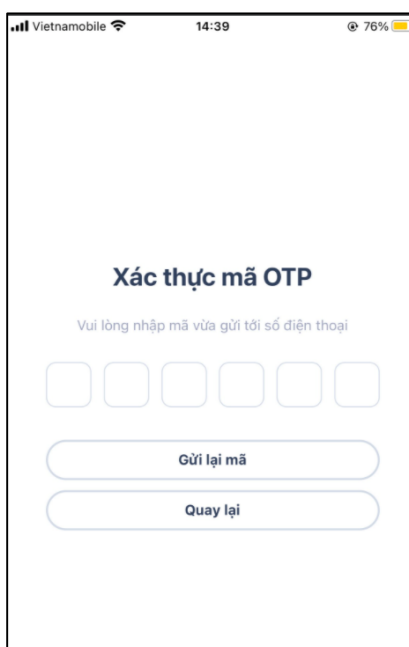 Vietnamobile 14:39 76%
Xác thực mã OTP
Vui lòng nhập mã vừa gửi tới số điện thoại
Gửi lại mã
Quay lại